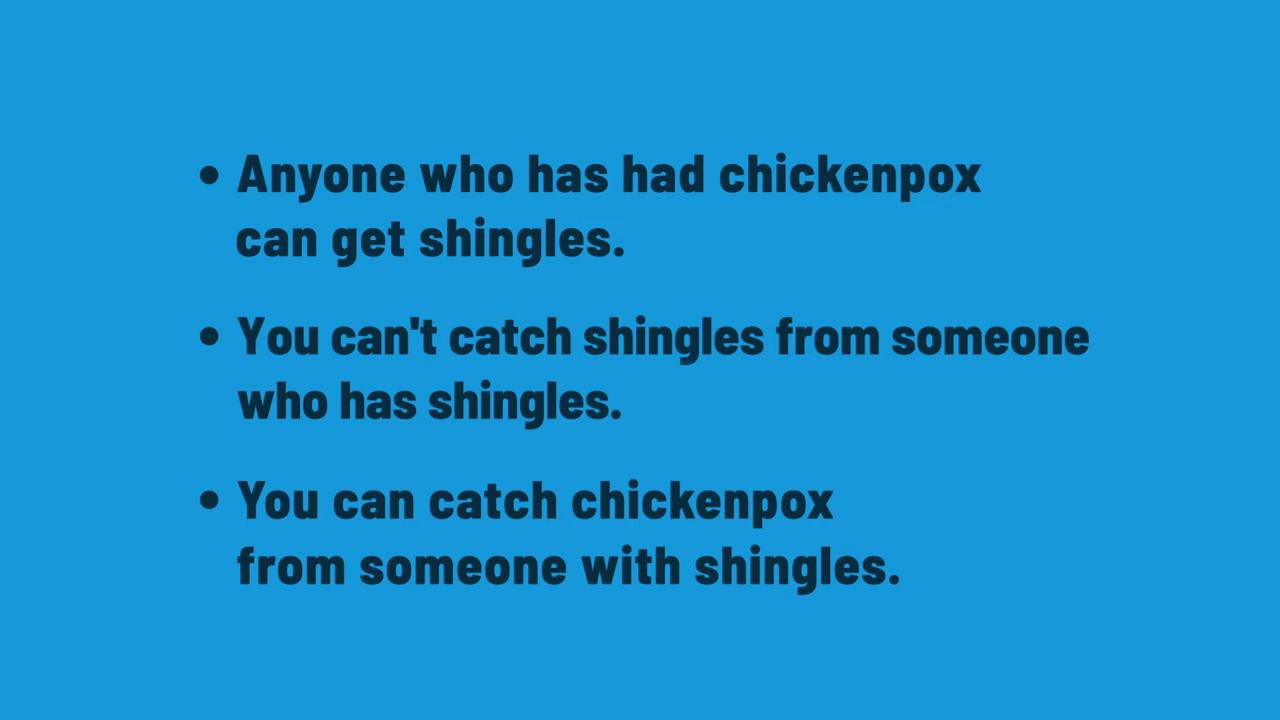 • Anyone who has had chickenpox
can get shingles.
• You can't catch shingles from someone
who has shingles.
• You can catch chickenpox
from someone with shingles.